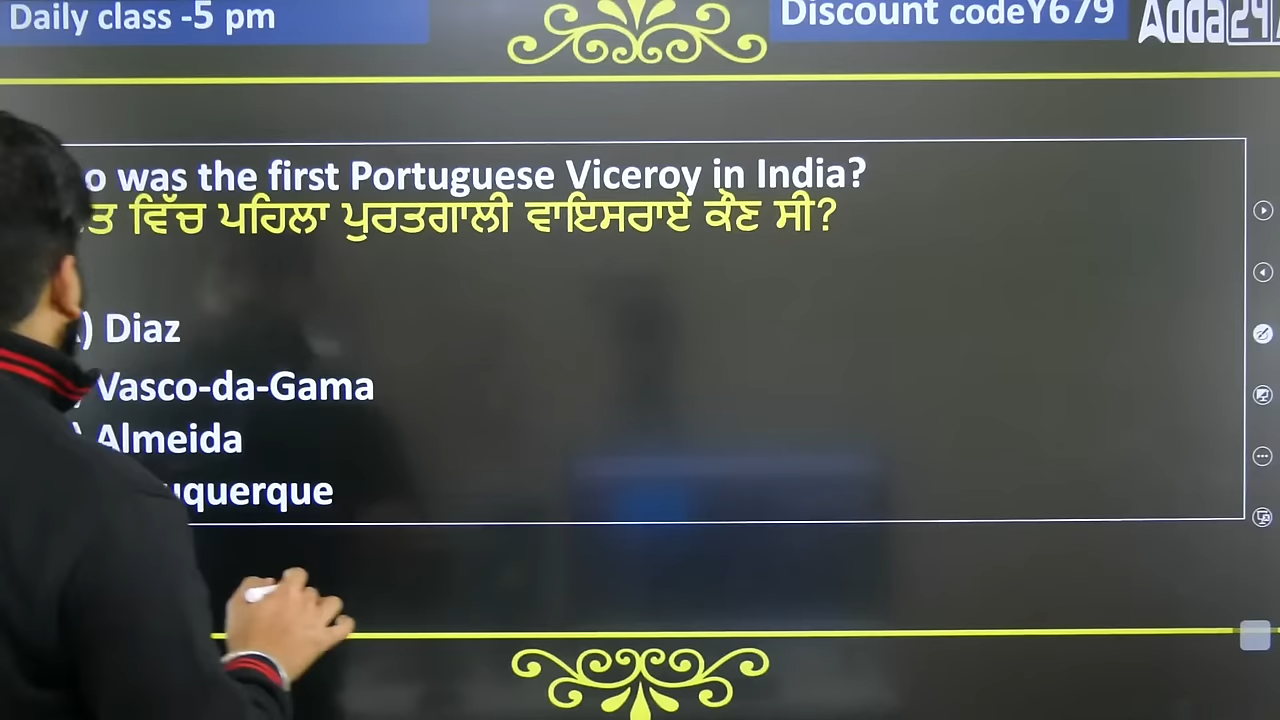 Daily class -5 pm
Discount codeY679
Adda24
was the first Portuguese Viceroy in India?
ਵਿੱਚ ਪਹਿਲਾ ਪੁਰਤਗਾਲੀ ਵਾਇਸਰਾਏ ਕੌਣ ਸੀ?
) Diaz
Vasco-da-Gama
Almeida